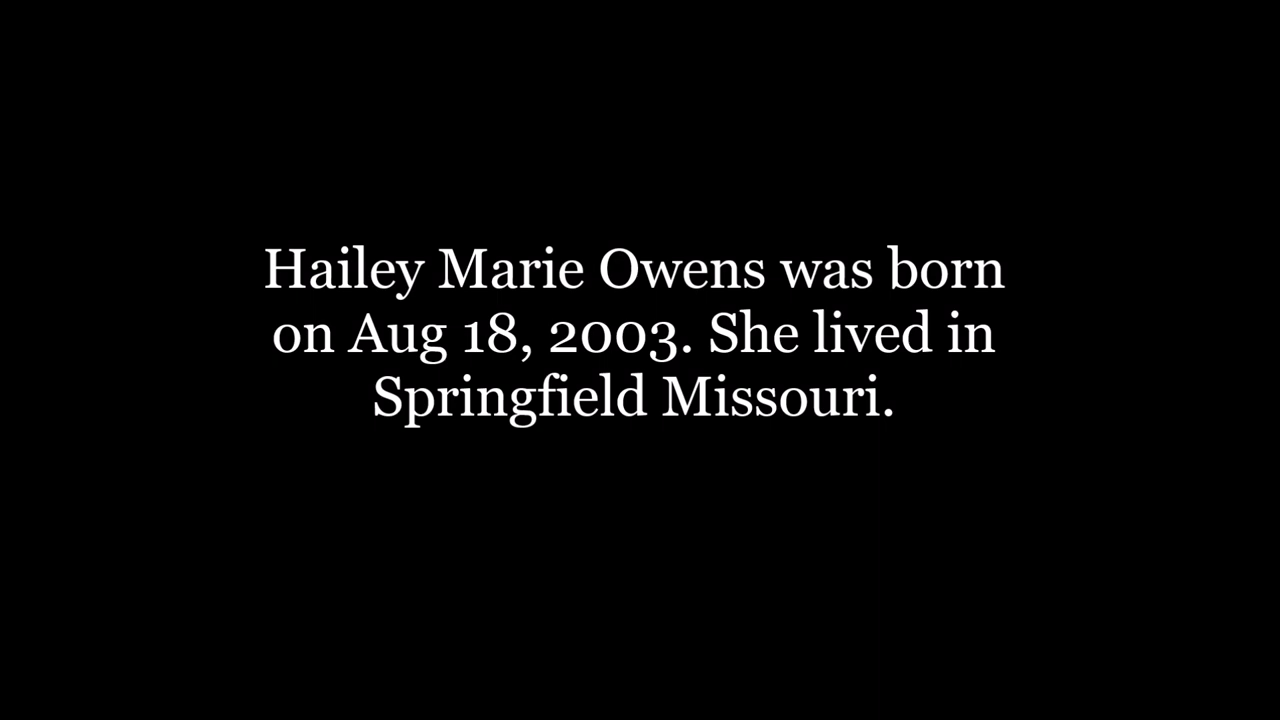 Hailey Marie Owens was born
on Aug 18, 2003. She lived in
Springfield Missouri.